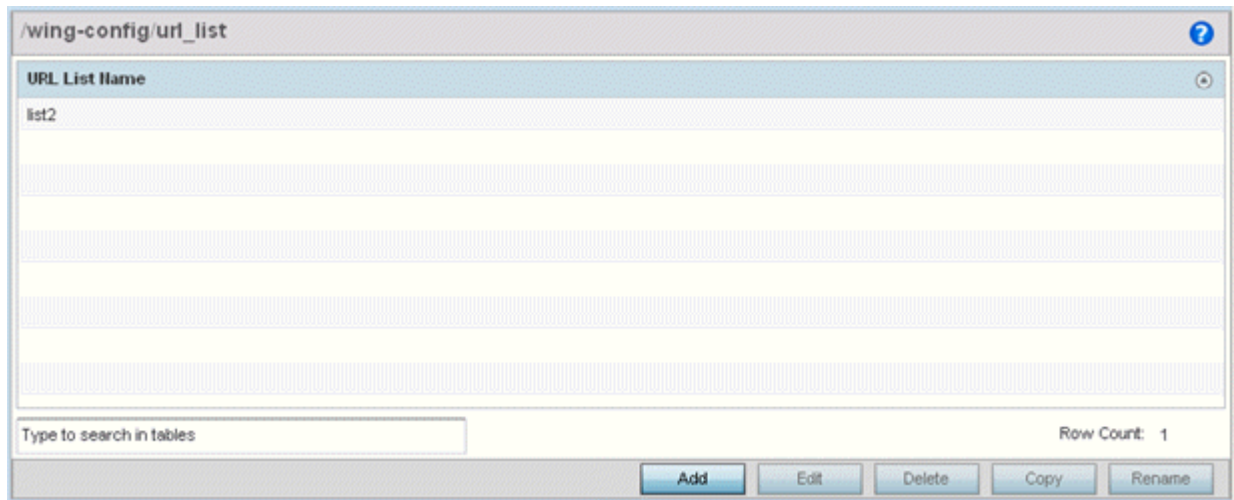 /wing-config/url_list
?
URL List Name
list2
Type to search in tables
Row Count: 1
Add
Edit
Delete
Copy
Rename